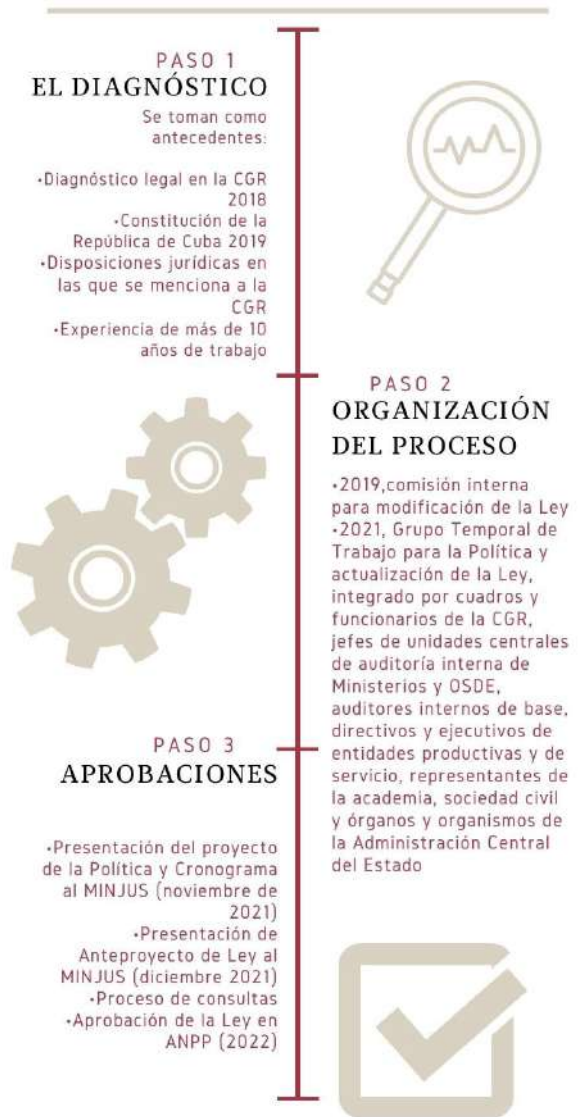 PASO 1
EL DIAGNÓSTICO
Se toman como
antecedentes:
•Diagnóstico legal en la CGR
2018
•Constitución de la
República de Cuba 2019
•Disposiciones jurídicas en
las que se menciona a la
CGR
•Experiencia de más de 10
años de trabajo
PASO 2
ORGANIZACIÓN
DEL PROCESO
•2019,comisión interna
para modificación de la Ley
•2021, Grupo Temporal de
Trabajo para la Política y
actualización de la Ley,
integrado por cuadros y
funcionarios de la CGR,
jefes de unidades centrales
de auditoría interna de
Ministerios y OSDE,
auditores internos de base,
directivos y ejecutivos de
entidades productivas y de
servicio, representantes de
la academia, sociedad civil
y órganos y organismos de
la Administración Central
del Estado
PASO 3
APROBACIONES
•Presentación del proyecto
de la Política y Cronograma
al MINJUS (noviembre de
2021)
•Presentación de
Anteproyecto de Ley al
MINJUS (diciembre 2021)
•Proceso de consultas
•Aprobación de la Ley en
ANPP (2022)